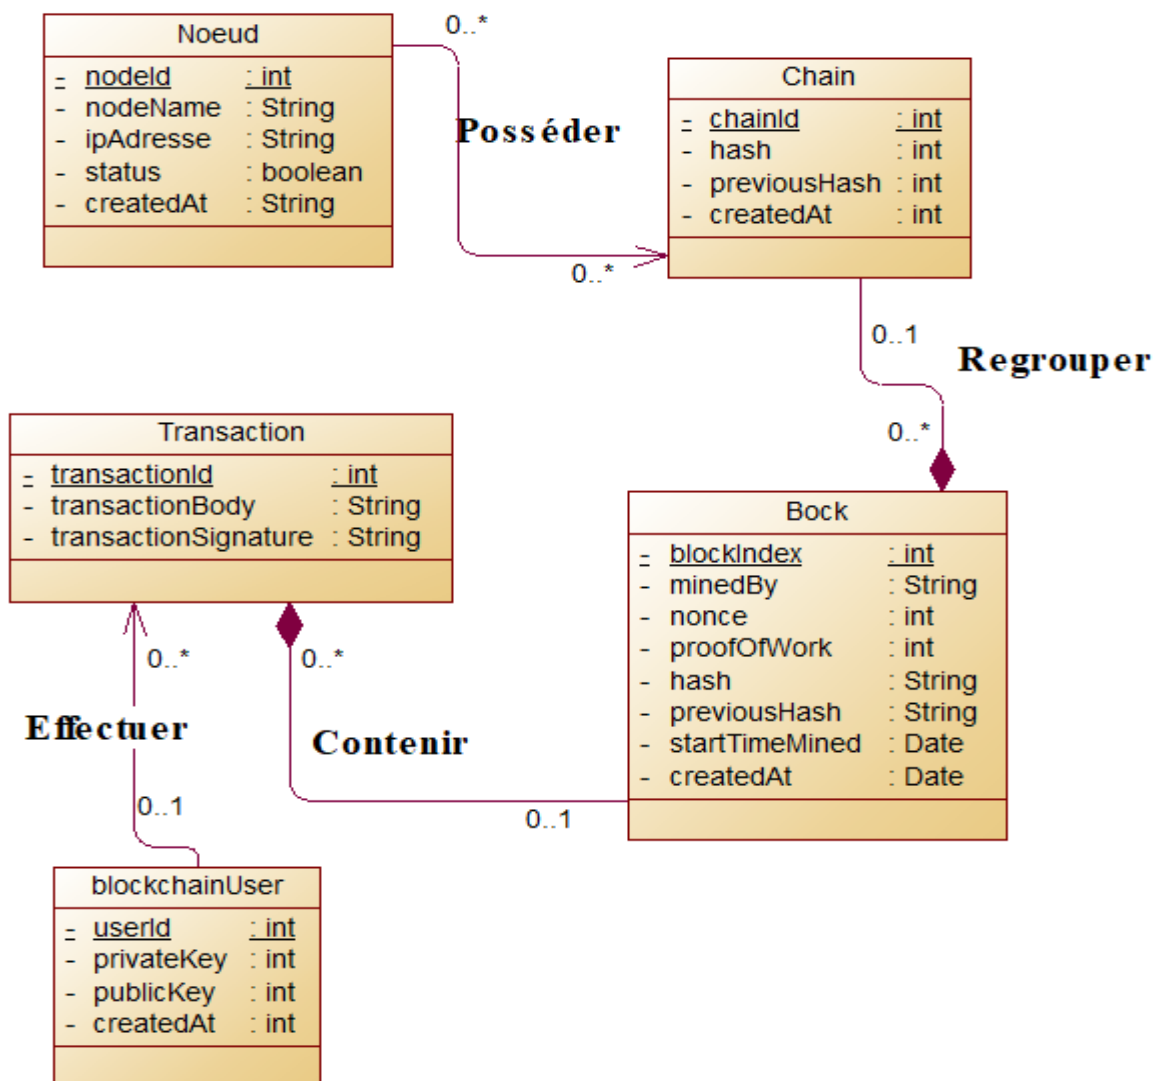 Noeud
- nodeId : int
- nodeName : String
- ipAdresse : String
- status : boolean
- createdAt : String
0..*
Posséder
0..*
Chain
- chainId : int
- hash : int
- previousHash : int
- createdAt : int
0..1
Regrouper
0..*
Transaction
- transactionId : int
- transactionBody : String
- transactionSignature : String
Bock
- blockIndex : int
- minedBy : String
- nonce : int
- proofOfWork : int
- hash : String
- previousHash : String
- startTimeMined : Date
- createdAt : Date
0..*
0..*
Effectuer
Contenir
0..1
0..1
blockchainUser
- userId : int
- privateKey : int
- publicKey : int
- createdAt : int